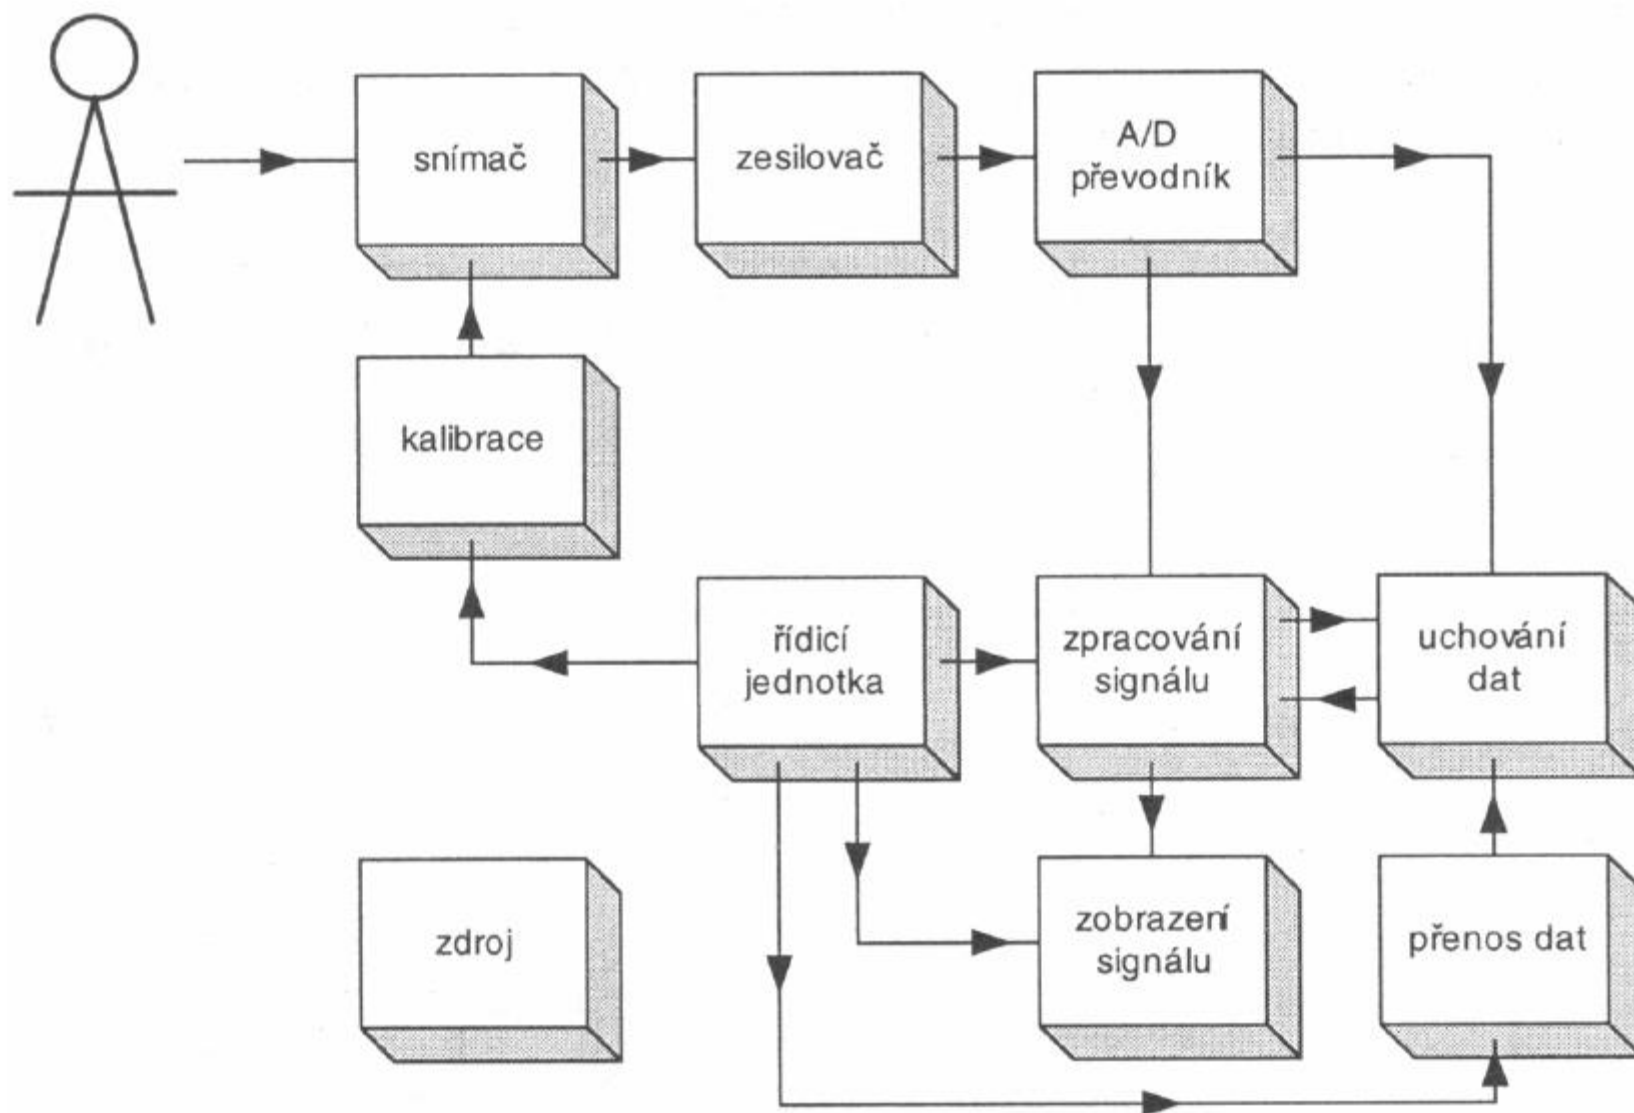 snímač
zesilovač
A/D
převodník
kalibrace
řídicí
jednotka
zpracování
signálu
uchování
dat
zdroj
zobrazení
signálu
přenos dat